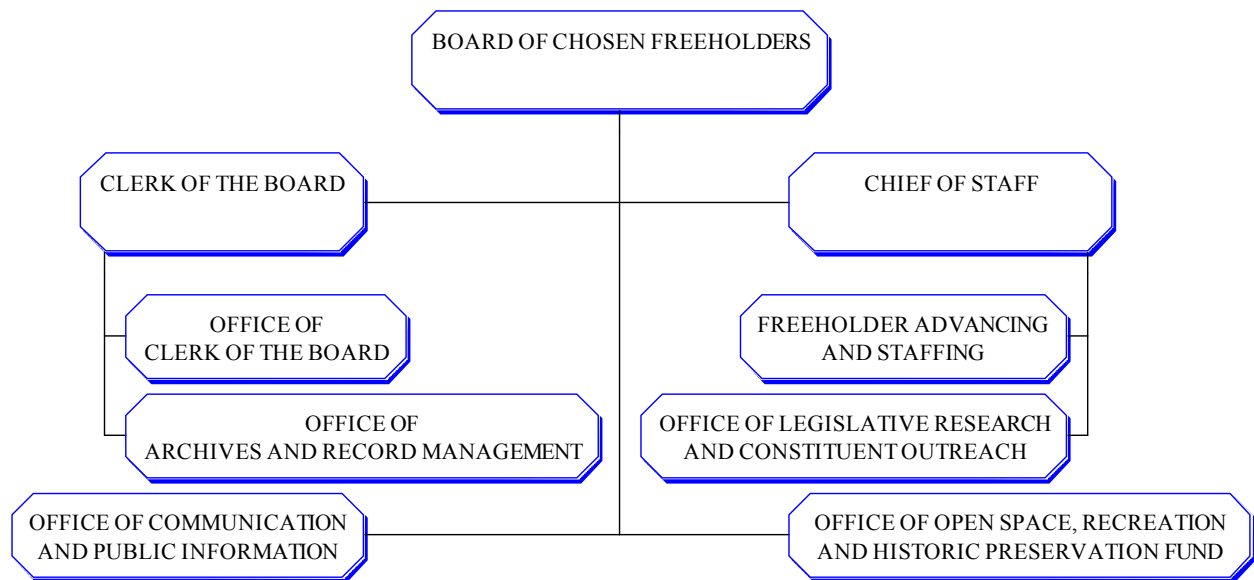 BOARD OF CHOSEN FREEHOLDERS
CLERK OF THE BOARD
CHIEF OF STAFF
OFFICE OF
CLERK OF THE BOARD
FREEHOLDER ADVANCING
AND STAFFING
OFFICE OF
ARCHIVES AND RECORD MANAGEMENT
OFFICE OF LEGISLATIVE RESEARCH
AND CONSTITUENT OUTREACH
OFFICE OF COMMUNICATION
AND PUBLIC INFORMATION
OFFICE OF OPEN SPACE, RECREATION
AND HISTORIC PRESERVATION FUND